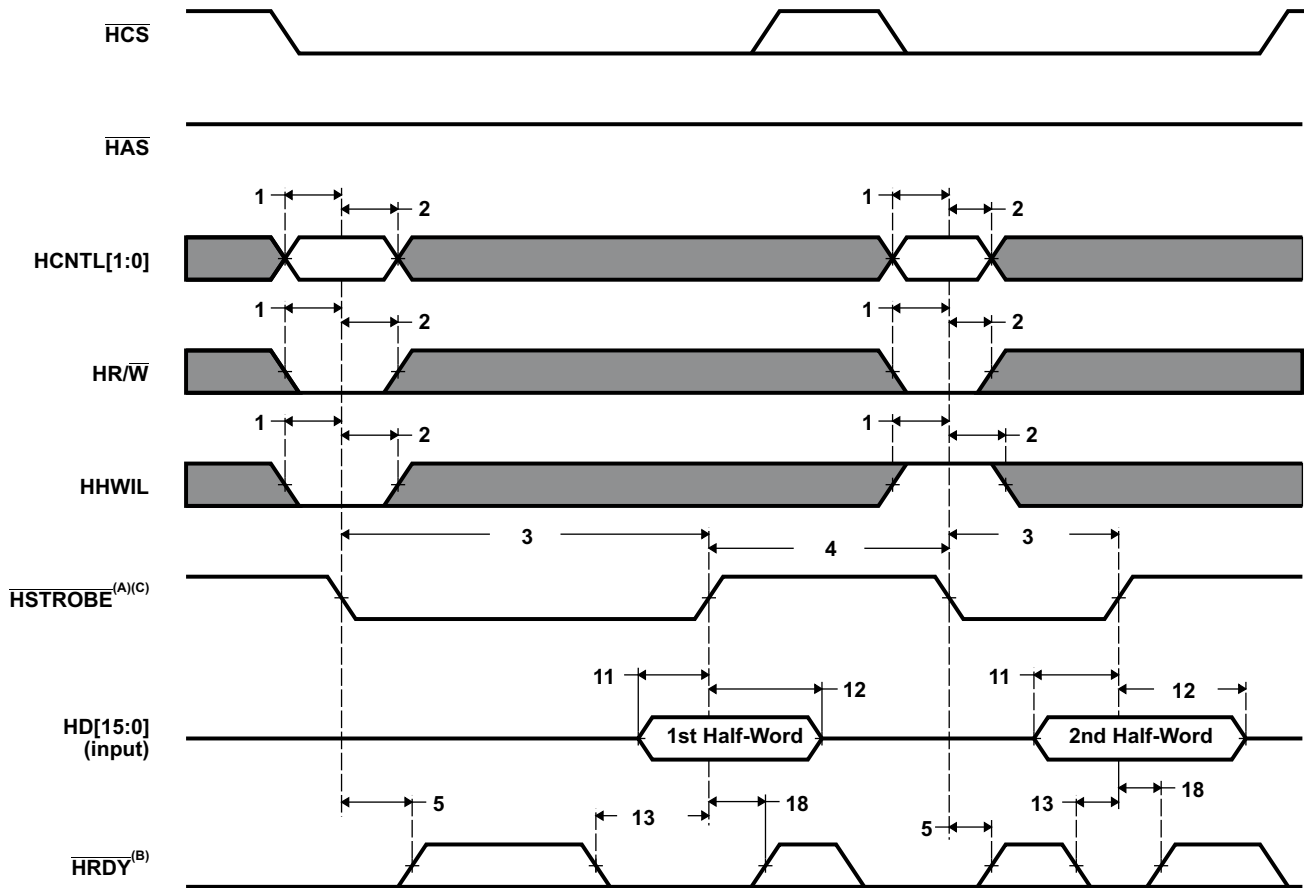 HCS
HAS
1
2
1
2
HCNTL[1:0]
1
2
1
2
HR/W
1
2
1
2
HHWIL
3
4
3
HSTROBE(A)(C)
11
12
11
12
HD[15:0]
(input)
1st Half-Word
2nd Half-Word
5
13
18
5
13
18
HRDY(B)